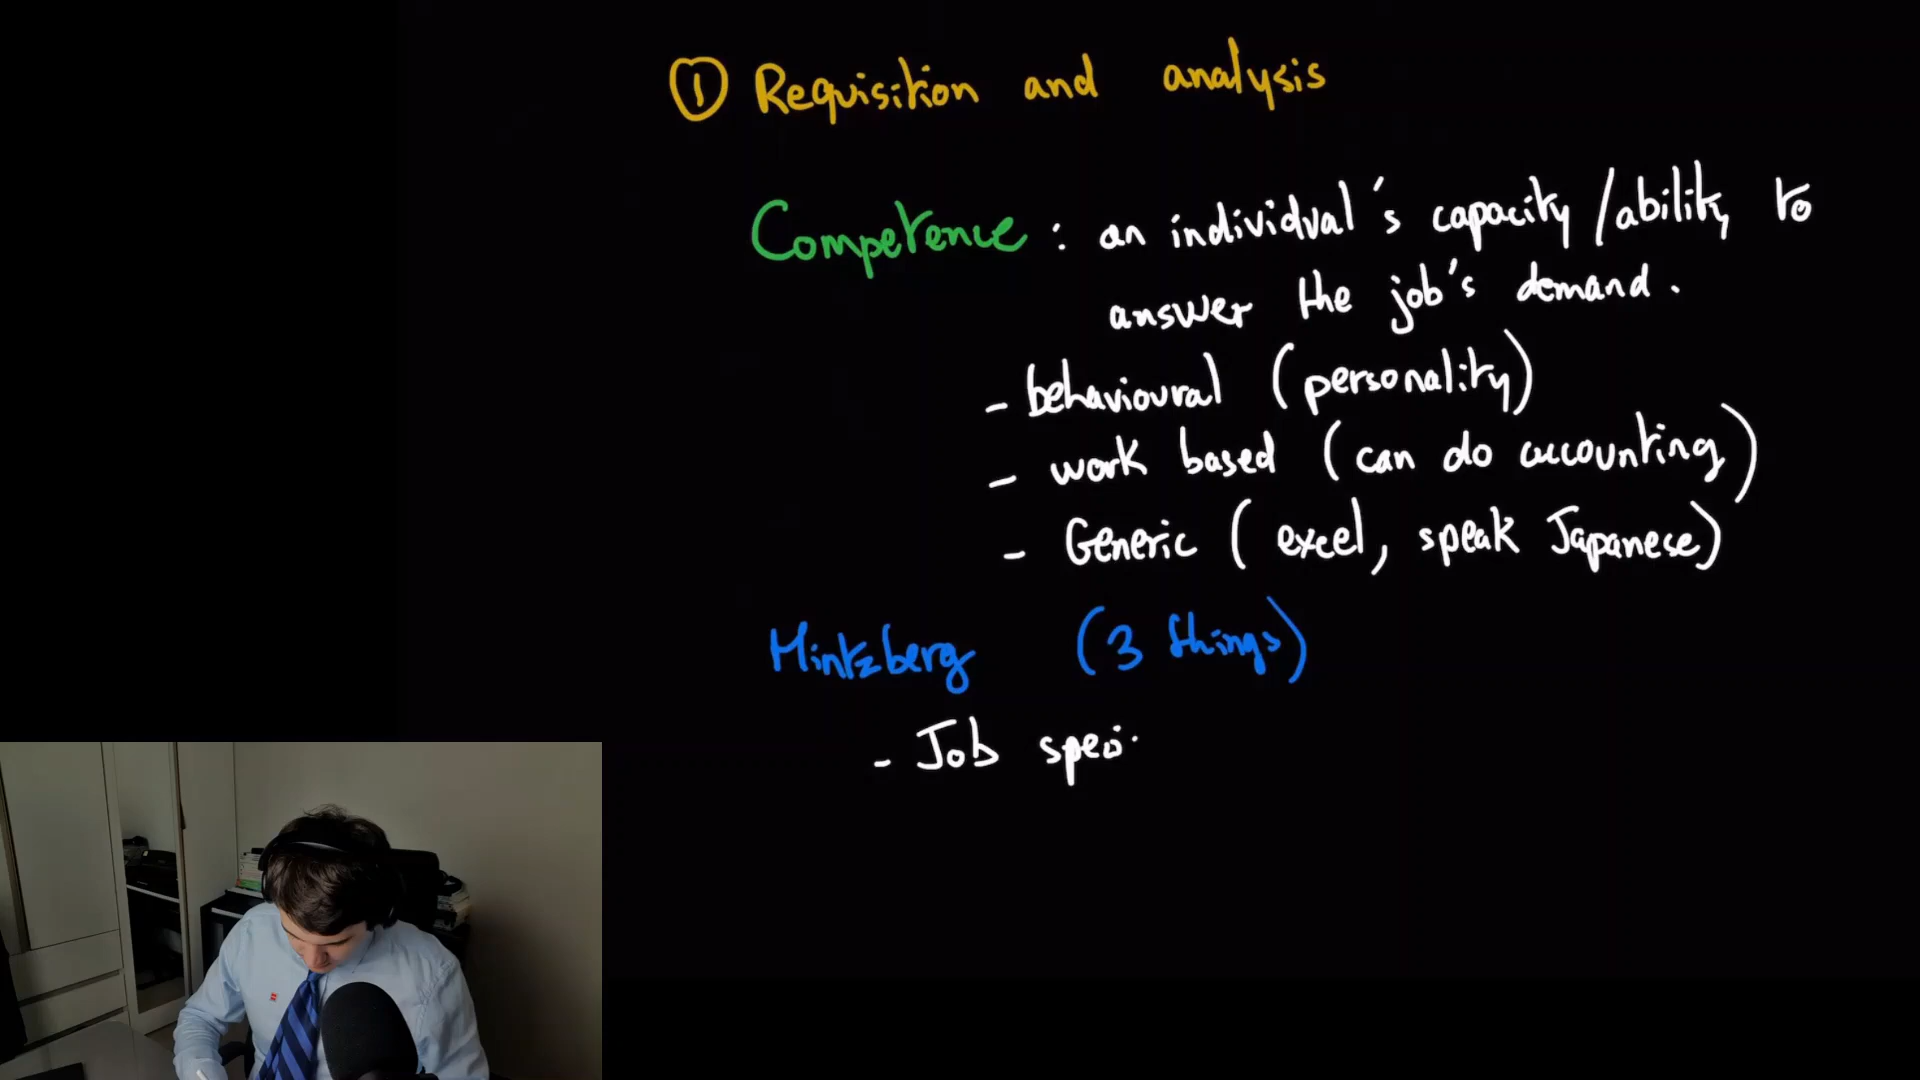 ① Requisition and analysis
Competence : an individual's capacity/ability to
answer the job's demand.
- behavioural (personality)
- work based (can do accounting)
- Generic (excel, speak Japanese)
Mintzberg (3 things)
- Job speci